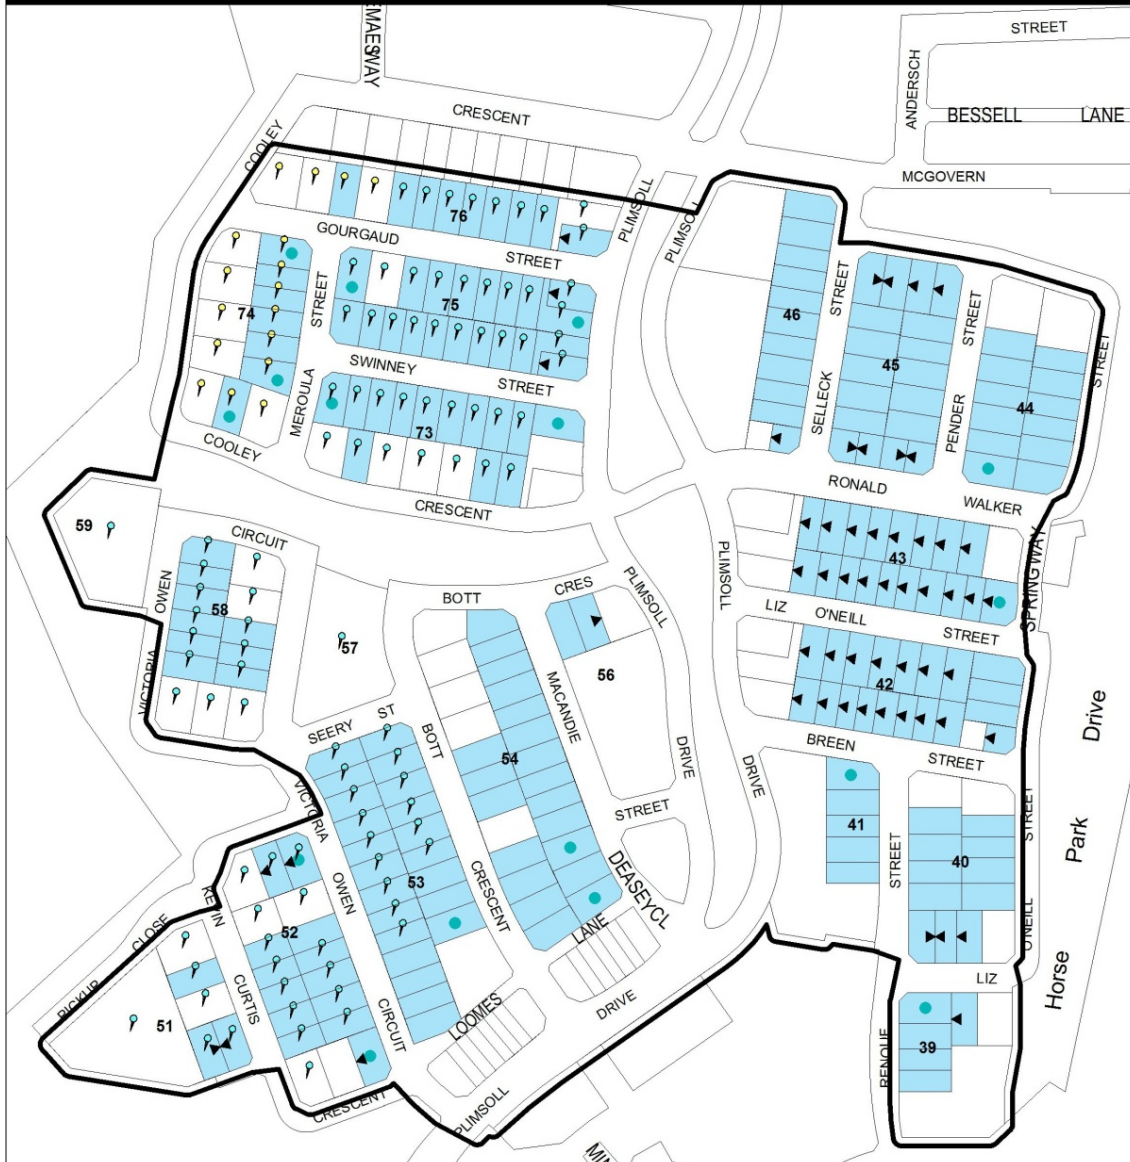 EMAESWAY
STREET
ANDERSCH
BESSELL LANE
CRESCENT
COOLEY
MCGOVERN
PLIMSOLL
PLIMSOLL
76
GOURGAUD
STREET
74
STREET
75
46
STREET
STREET
45
STREET
SWINNEY
STREET
MEROULA
73
SELLECK
PENDER
44
COOLEY
CRESCENT
RONALD
WALKER
59
CIRCUIT
OWEN
58
VICTORIA
57
BOTT
CRES
PLIMSOLL
PLIMSOLL
43
SPRING WAY
LIZ
O'NEILL
STREET
56
MACANDIE
42
SEERY ST
BOTT
54
DRIVE
DRIVE
BREEN
STREET
Drive
VICTORIA
STREET
STREET
41
STREET
40
Park
OWEN
53
CRESCENT
DEASEYCL
LANE
KEVIN
52
CLOSE
PICKUP
CURTIS
51
CIRCUIT
LOOMES
DRIVE
O'NEILL
LIZ
Horse
39
CRESCENT
PLIMSOLL